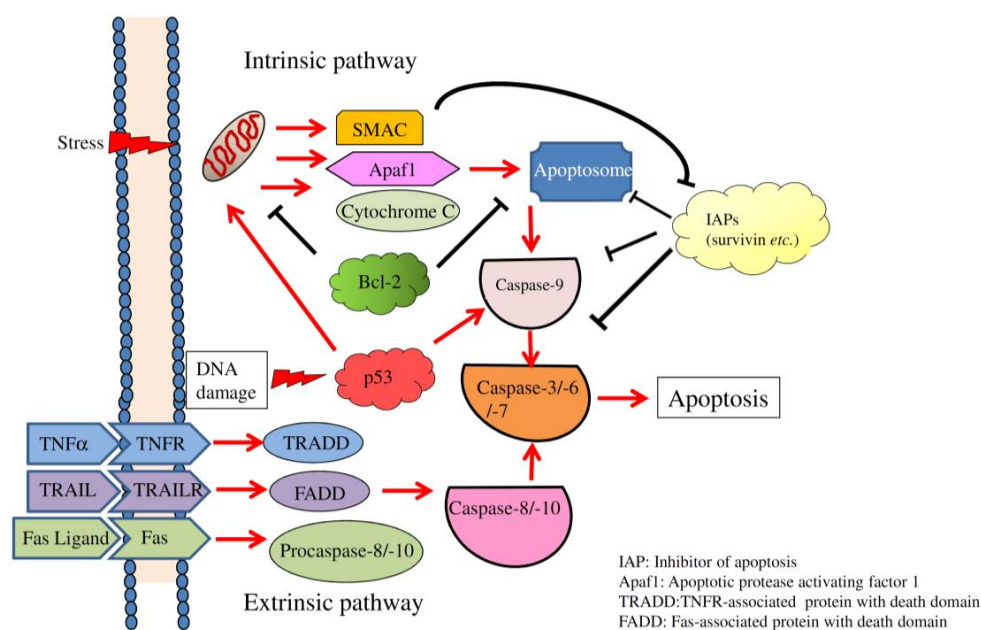 Intrinsic pathway
Stress
SMAC
Apaf1
Cytochrome C
Apoptosome
IAPs
(survivin etc.)
Bcl-2
Caspase-9
DNA
damage
p53
Caspase-3/-6
/-7
Apoptosis
TNFα
TNFR
TRADD
TRAIL
TRAILR
FADD
Caspase-8/-10
Fas Ligand
Fas
Procaspase-8/-10
Extrinsic pathway
IAP: Inhibitor of apoptosis
Apaf1: Apoptotic protease activating factor 1
TRADD:TNFR-associated protein with death domain
FADD: Fas-associated protein with death domain